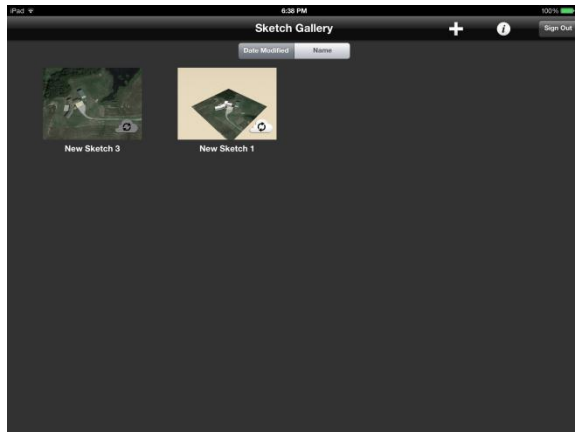 iPad 6:38 PM 100%
Sketch Gallery
Sign Out
Date Modified Name
New Sketch 3 New Sketch 1